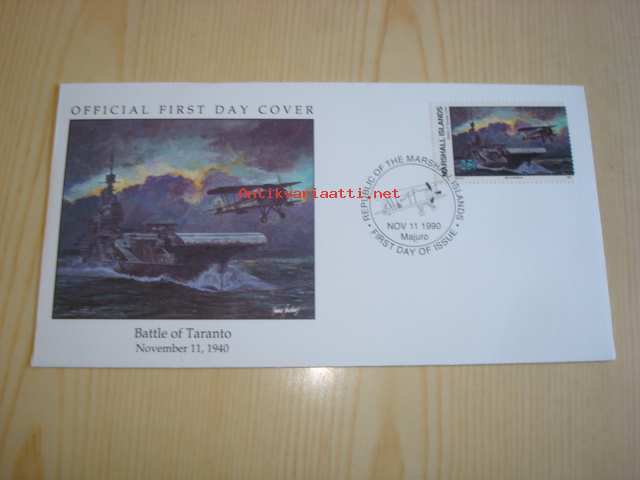 OFFICIAL FIRST DAY COVER
Antikvariaatti.net
Battle of Taranto
November 11, 1940
REPUBLIC OF THE MARSHALL ISLANDS
NOV 11 1990
Majuro
FIRST DAY OF ISSUE
MARSHALL ISLANDS